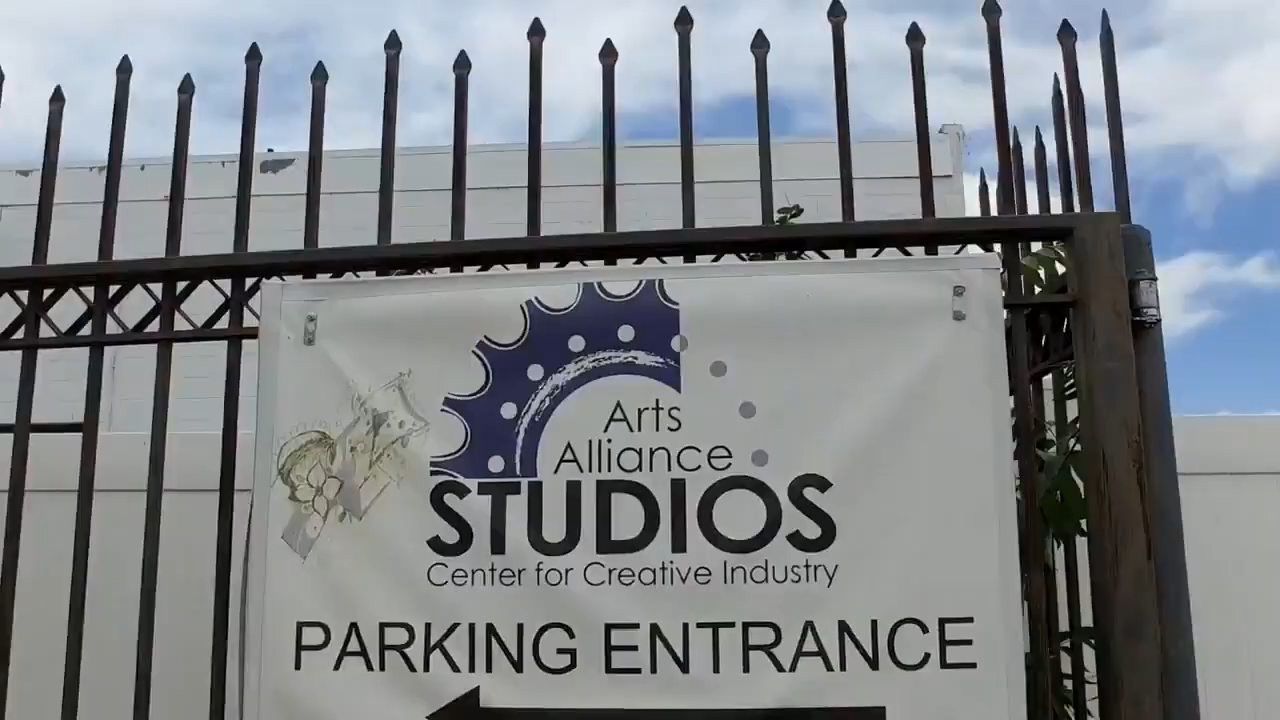 Arts
Alliance
STUDIOS
Center for Creative Industry
PARKING ENTRANCE